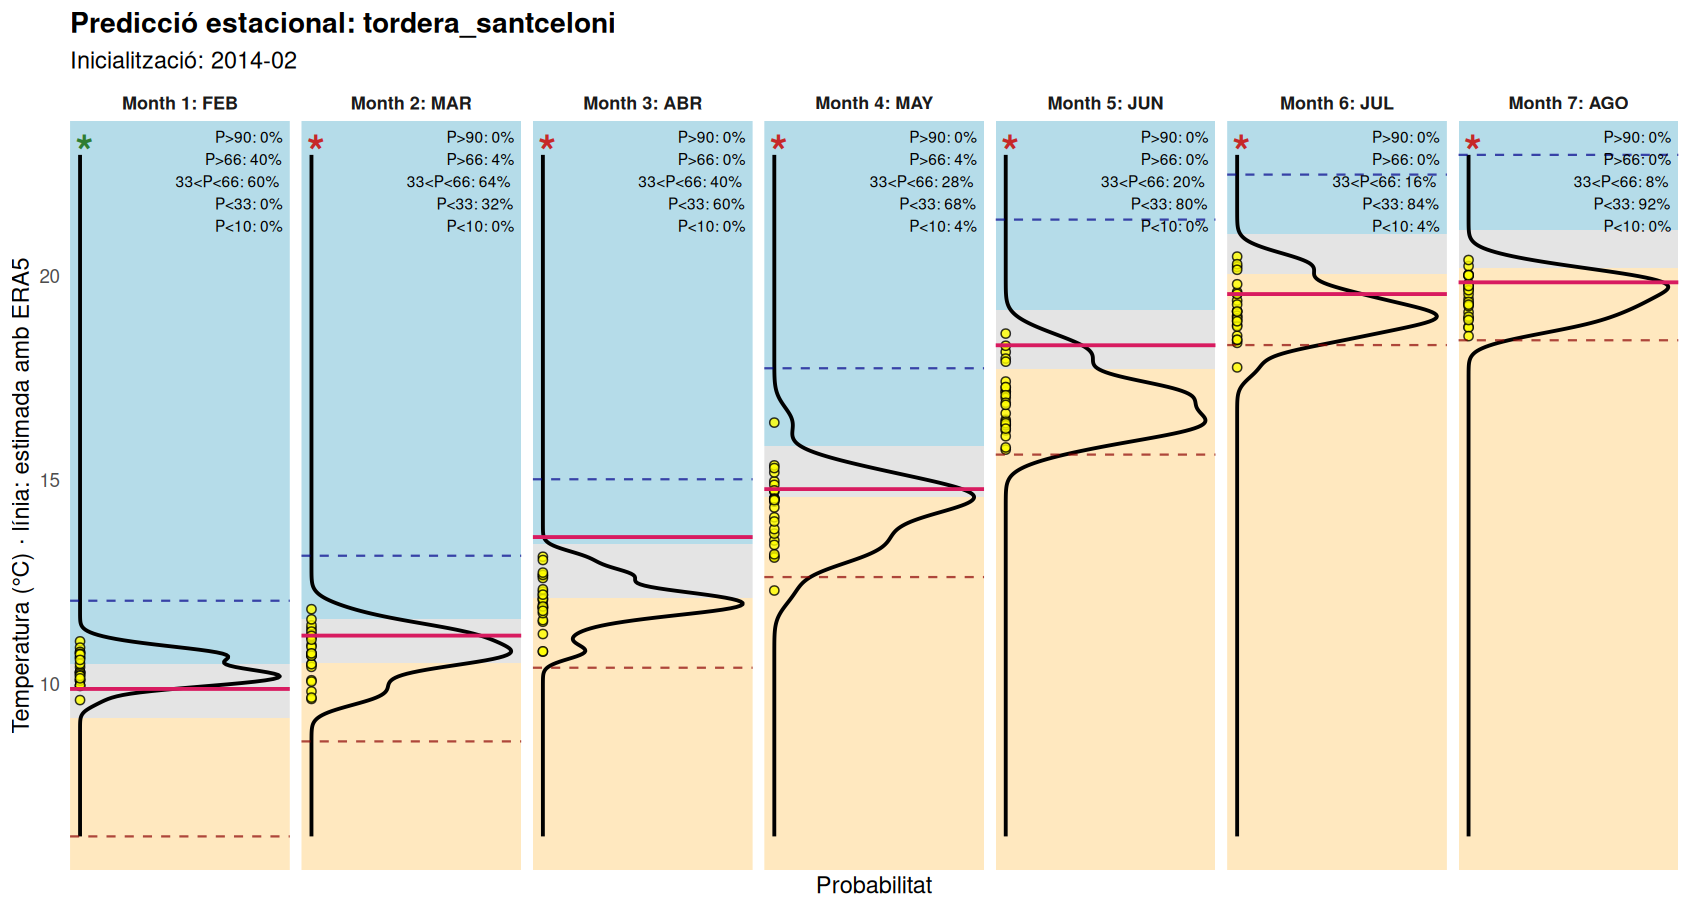 Predicció estacional: tordera_santceloni
Inicialització: 2014-02
Month 1: FEB
Month 2: MAR
Month 3: ABR
Month 4: MAY
Month 5: JUN
Month 6: JUL
Month 7: AGO
*
P>90: 0%
P>66: 40%
33<P<66: 60%
P<33: 0%
P<10: 0%
*
P>90: 0%
P>66: 4%
33<P<66: 64%
P<33: 32%
P<10: 0%
*
P>90: 0%
P>66: 0%
33<P<66: 40%
P<33: 60%
P<10: 0%
*
P>90: 0%
P>66: 4%
33<P<66: 28%
P<33: 68%
P<10: 4%
*
P>90: 0%
P>66: 0%
33<P<66: 20%
P<33: 80%
P<10: 0%
*
P>90: 0%
P>66: 0%
33<P<66: 16%
P<33: 84%
P<10: 4%
*
P>90: 0%
P>66: 0%
33<P<66: 8%
P<33: 92%
P<10: 0%
20
15
10
Temperatura (°C) · línia: estimada amb ERA5
Probabilitat